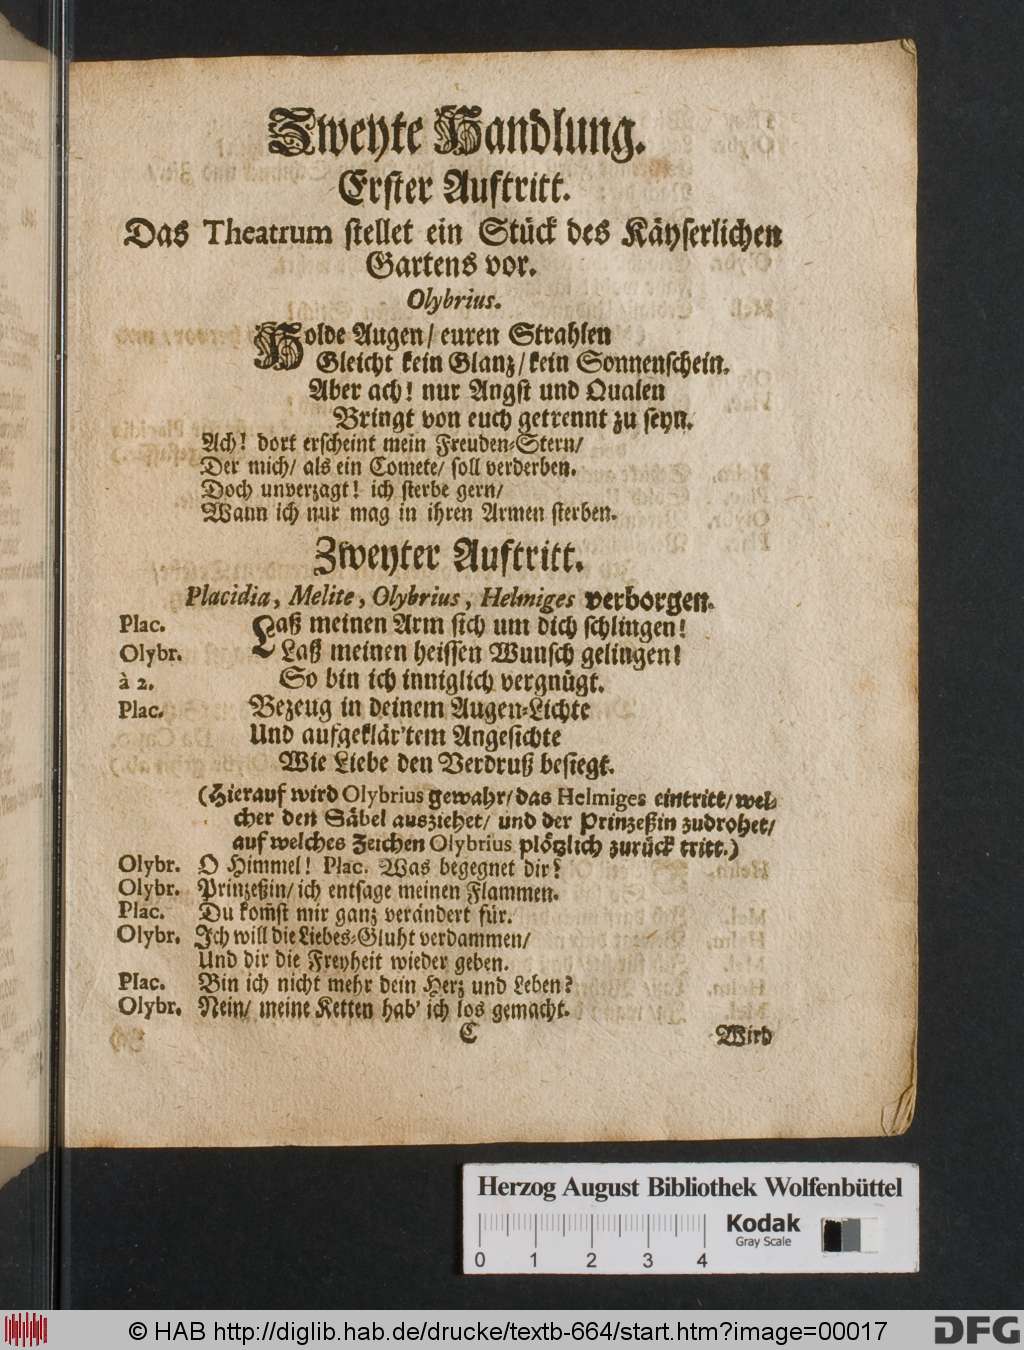 Zweyte Handlung.
Erster Auftritt.
Das Theatrum stellet ein Stück des Käyserlichen
Gartens vor.
Olybrius.
Holde Augen/ euren Strahlen
Gleicht kein Glanz/ kein Sonnenschein.
Aber ach! nur Angst und Qualen
Bringt von euch getrennt zu seyn.
Ach! dort erscheint mein Freuden-Stern/
Der mich/ als ein Comete/ soll verderben.
Doch unverzagt! ich sterbe gern/
Wann ich nur mag in ihren Armen sterben.
Zweyter Auftritt.
Placidia, Melite, Olybrius, Helmiges verborgen.
Plac. Laß meinen Arm sich um dich schlingen!
Olybr. Laß meinen heissen Wunsch gelingen!
à 2. So bin ich inniglich vergnügt.
Plac. Bezeug in deinem Augen-Lichte
Und aufgeklär'tem Angesichte
Wie Liebe den Verdruß besiegt.
(Hierauf wird Olybrius gewahr/ das Helmiges eintritt/ wel-
cher den Säbel ausziehet/ und der Prinzeßin zudrohet/
auf welches Zeichen Olybrius plötzlich zurück tritt.)
Olybr. O Himmel! Plac. Was begegnet dir?
Olybr. Prinzeßin/ ich entsage meinen Flammen.
Plac. Du kom̃st mir ganz verändert für.
Olybr. Ich will die Liebes-Gluht verdammen/
Und dir die Freyheit wieder geben.
Plac. Bin ich nicht mehr dein Herz und Leben?
Olybr. Nein/ meine Ketten hab' ich los gemacht.
C Wird
Herzog August Bibliothek Wolfenbüttel
Kodak
Gray Scale
0 1 2 3 4
© HAB http://diglib.hab.de/drucke/textb-664/start.htm?image=00017
DFG